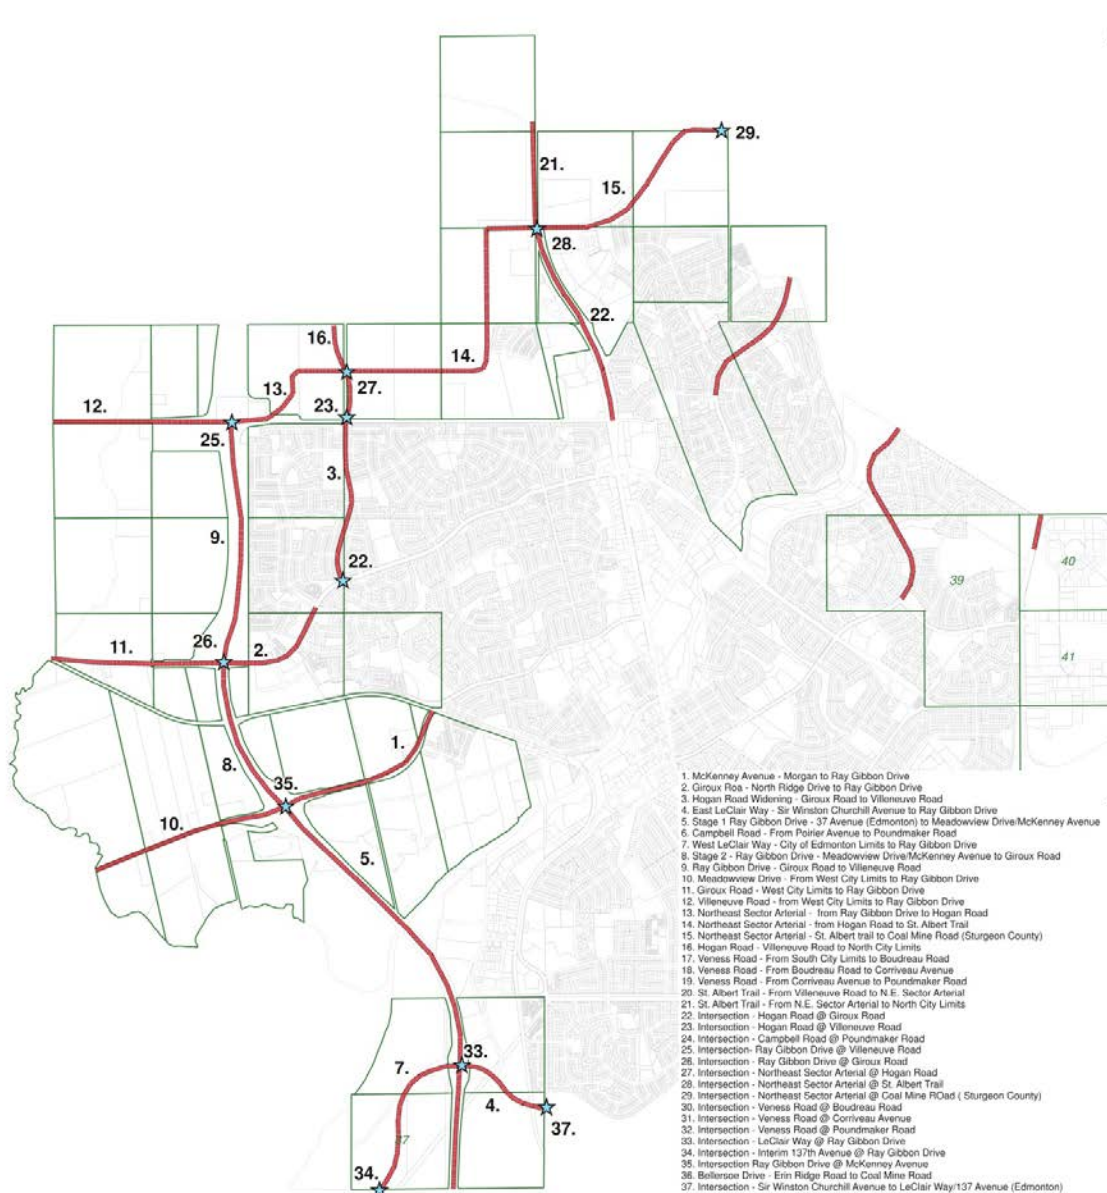 29.
21.
15.
28.
22.
16.
14.
27.
13.
12.
23.
25.
3.
9.
22.
40
39
26.
11.
2.
41
1.
8.
35.
10.
5.
33.
7.
4.
37.
37
34.
1. McKenney Avenue - Morgan to Ray Gibbon Drive
2. Giroux Roa - North Ridge Drive to Ray Gibbon Drive
3. Hogan Road Widening - Giroux Road to Villeneuve Road
4. East LeClair Way - Sir Winston Churchill Avenue to Ray Gibbon Drive
5. Stage 1 Ray Gibbon Drive - 37 Avenue (Edmonton) to Meadowview Drive/McKenney Avenue
6. Campbell Road - From Poirier Avenue to Poundmaker Road
7. West LeClair Way - City of Edmonton Limits to Ray Gibbon Drive
8. Stage 2 - Ray Gibbon Drive - Meadowview Drive/McKenney Avenue to Giroux Road
9. Ray Gibbon Drive - Giroux Road to Villeneuve Road
10. Meadowview Drive - From West City Limits to Ray Gibbon Drive
11. Giroux Road - West City Limits to Ray Gibbon Drive
12. Villeneuve Road - from West City Limits to Ray Gibbon Drive
13. Northeast Sector Arterial - from Ray Gibbon Drive to Hogan Road
14. Northeast Sector Arterial - from Hogan Road to St. Albert Trail
15. Northeast Sector Arterial - St. Albert trail to Coal Mine Road (Sturgeon County)
16. Hogan Road - Villeneuve Road to North City Limits
17. Veness Road - From South City Limits to Boudreau Road
18. Veness Road - From Boudreau Road to Corriveau Avenue
19. Veness Road - From Corriveau Avenue to Poundmaker Road
20. St. Albert Trail - From Villeneuve Road to N.E. Sector Arterial
21. St. Albert Trail - From N.E. Sector Arterial to North City Limits
22. Intersection - Hogan Road @ Giroux Road
23. Intersection - Hogan Road @ Villeneuve Road
24. Intersection - Campbell Road @ Poundmaker Road
25. Intersection- Ray Gibbon Drive @ Villeneuve Road
26. Intersection - Ray Gibbon Drive @ Giroux Road
27. Intersection - Northeast Sector Arterial @ Hogan Road
28. Intersection - Northeast Sector Arterial @ St. Albert Trail
29. Intersection - Northeast Sector Arterial @ Coal Mine ROad ( Sturgeon County)
30. Intersection - Veness Road @ Boudreau Road
31. Intersection - Veness Road @ Corriveau Avenue
32. Intersection - Veness Road @ Poundmaker Road
33. Intersection - LeClair Way @ Ray Gibbon Drive
34. Intersection - Interim 137th Avenue @ Ray Gibbon Drive
35. Intersection Ray Gibbon Drive @ McKenney Avenue
36. Bellerose Drive - Erin Ridge Road to Coal Mine Road
37. Intersection - Sir Winston Churchill Avenue to LeClair Way/137 Avenue (Edmonton)